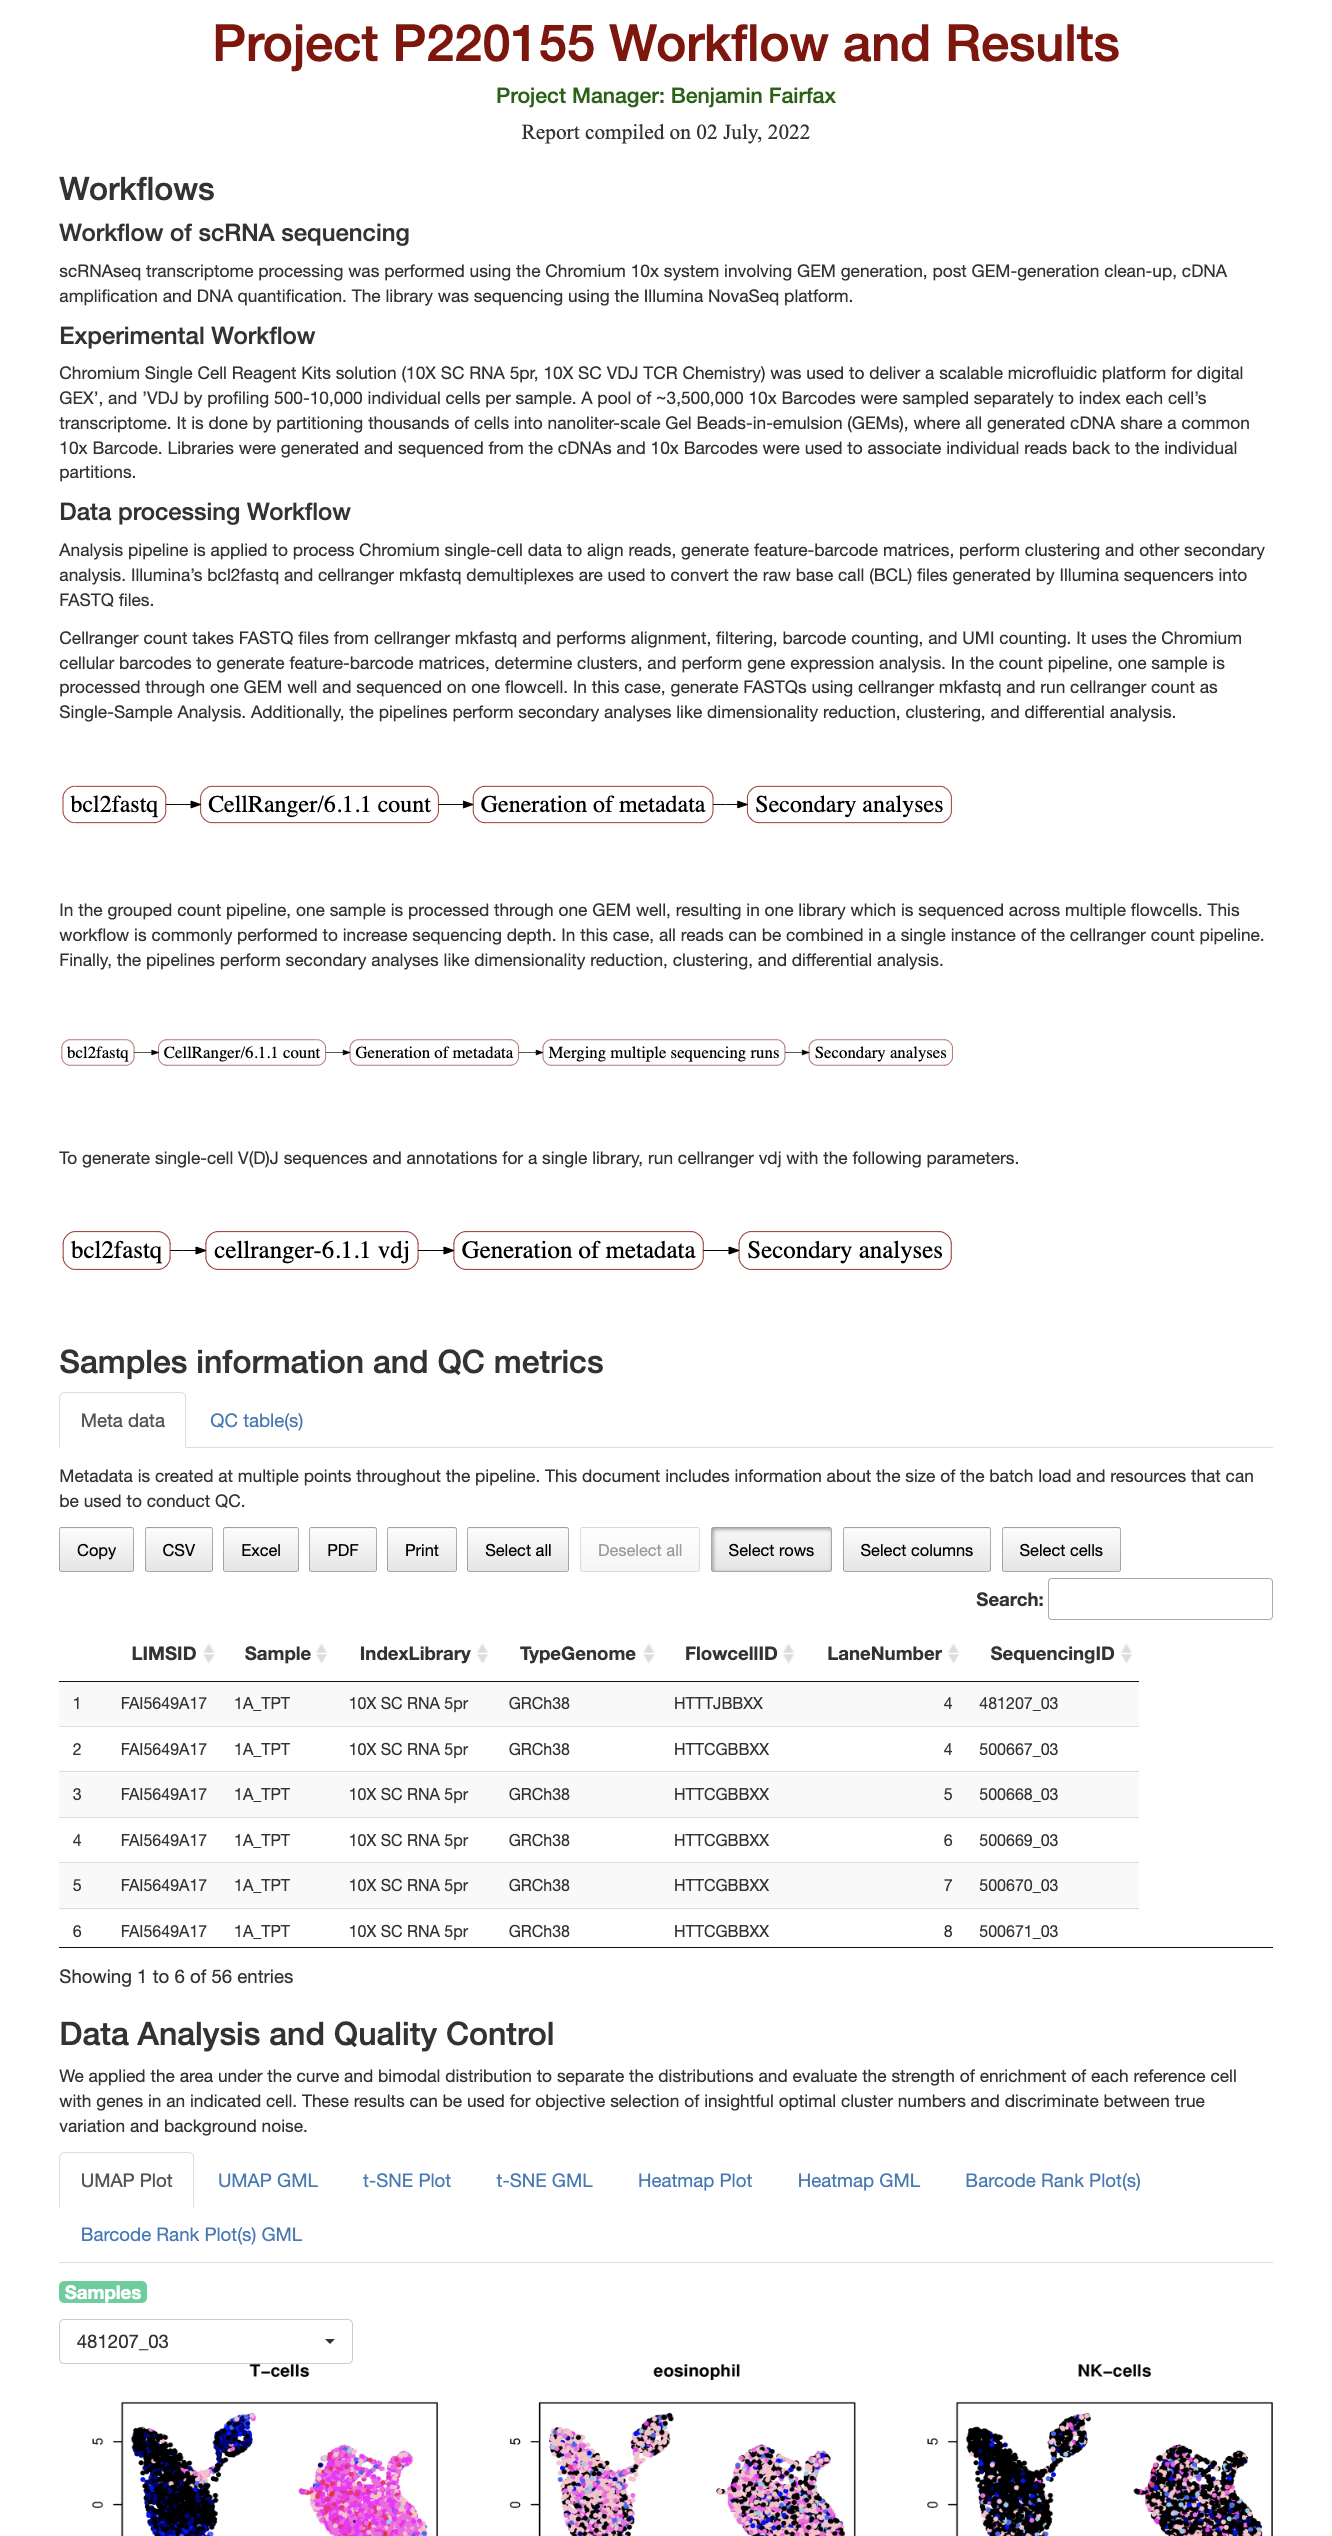 Project P220155 Workflow and Results
Project Manager: Benjamin Fairfax
Report compiled on 02 July, 2022
Workflows
Workflow of scRNA sequencing
scRNAseq transcriptome processing was performed using the Chromium 10x system involving GEM generation, post GEM-generation clean-up, cDNA
amplification and DNA quantification. The library was sequencing using the Illumina NovaSeq platform.
Experimental Workflow
Chromium Single Cell Reagent Kits solution (10X SC RNA 5pr, 10X SC VDJ TCR Chemistry) was used to deliver a scalable microfluidic platform for digital
GEX’, and ’VDJ by profiling 500-10,000 individual cells per sample. A pool of ~3,500,000 10x Barcodes were sampled separately to index each cell’s
transcriptome. It is done by partitioning thousands of cells into nanoliter-scale Gel Beads-in-emulsion (GEMs), where all generated cDNA share a common
10x Barcode. Libraries were generated and sequenced from the cDNAs and 10x Barcodes were used to associate individual reads back to the individual
partitions.
Data processing Workflow
Analysis pipeline is applied to process Chromium single-cell data to align reads, generate feature-barcode matrices, perform clustering and other secondary
analysis. Illumina’s bcl2fastq and cellranger mkfastq demultiplexes are used to convert the raw base call (BCL) files generated by Illumina sequencers into
FASTQ files.
Cellranger count takes FASTQ files from cellranger mkfastq and performs alignment, filtering, barcode counting, and UMI counting. It uses the Chromium
cellular barcodes to generate feature-barcode matrices, determine clusters, and perform gene expression analysis. In the count pipeline, one sample is
processed through one GEM well and sequenced on one flowcell. In this case, generate FASTQs using cellranger mkfastq and run cellranger count as
Single-Sample Analysis. Additionally, the pipelines perform secondary analyses like dimensionality reduction, clustering, and differential analysis.
bcl2fastq CellRanger/6.1.1 count Generation of metadata Secondary analyses
In the grouped count pipeline, one sample is processed through one GEM well, resulting in one library which is sequenced across multiple flowcells. This
workflow is commonly performed to increase sequencing depth. In this case, all reads can be combined in a single instance of the cellranger count pipeline.
Finally, the pipelines perform secondary analyses like dimensionality reduction, clustering, and differential analysis.
bcl2fastq CellRanger/6.1.1 count Generation of metadata Merging multiple sequencing runs Secondary analyses
To generate single-cell V(D)J sequences and annotations for a single library, run cellranger vdj with the following parameters.
bcl2fastq cellranger-6.1.1 vdj Generation of metadata Secondary analyses
Samples information and QC metrics
Meta data QC table(s)
Metadata is created at multiple points throughout the pipeline. This document includes information about the size of the batch load and resources that can
be used to conduct QC.
Copy CSV Excel PDF Print Select all Deselect all Select rows Select columns Select cells
Search:
LIMSID Sample IndexLibrary TypeGenome FlowcellID LaneNumber SequencingID
1 FAI5649A17 1A_TPT 10X SC RNA 5pr GRCh38 HTTTJBBXX 4 481207_03
2 FAI5649A17 1A_TPT 10X SC RNA 5pr GRCh38 HTTCGBBXX 4 500667_03
3 FAI5649A17 1A_TPT 10X SC RNA 5pr GRCh38 HTTCGBBXX 5 500668_03
4 FAI5649A17 1A_TPT 10X SC RNA 5pr GRCh38 HTTCGBBXX 6 500669_03
5 FAI5649A17 1A_TPT 10X SC RNA 5pr GRCh38 HTTCGBBXX 7 500670_03
6 FAI5649A17 1A_TPT 10X SC RNA 5pr GRCh38 HTTCGBBXX 8 500671_03
Showing 1 to 6 of 56 entries
Data Analysis and Quality Control
We applied the area under the curve and bimodal distribution to separate the distributions and evaluate the strength of enrichment of each reference cell
with genes in an indicated cell. These results can be used for objective selection of insightful optimal cluster numbers and discriminate between true
variation and background noise.
UMAP Plot UMAP GML t-SNE Plot t-SNE GML Heatmap Plot Heatmap GML Barcode Rank Plot(s)
Barcode Rank Plot(s) GML
Samples
481207_03
T−cells eosinophil NK−cells
5 5 5
0 0 0